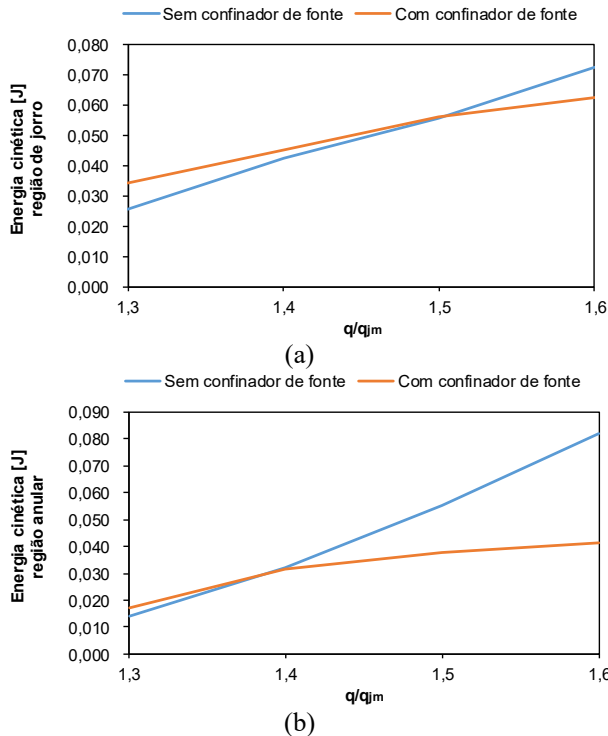 Sem confinador de fonte Com confinador de fonte
Energia cinética [J]
região de jorro
0,080
0,070
0,060
0,050
0,040
0,030
0,020
0,010
0,000
1,3 1,4 1,5 1,6
q/qjm
(a)
Sem confinador de fonte Com confinador de fonte
Energia cinética [J]
região anular
0,090
0,080
0,070
0,060
0,050
0,040
0,030
0,020
0,010
0,000
1,3 1,4 1,5 1,6
q/qjm
(b)